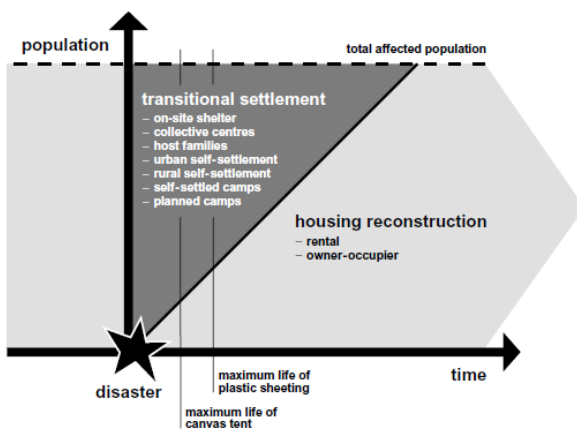 population
total affected population
transitional settlement
– on-site shelter
– collective centres
– host families
– urban self-settlement
– rural self-settlement
– self-settled camps
– planned camps
housing reconstruction
– rental
– owner-occupier
disaster
maximum life of
plastic sheeting
time
maximum life of
canvas tent